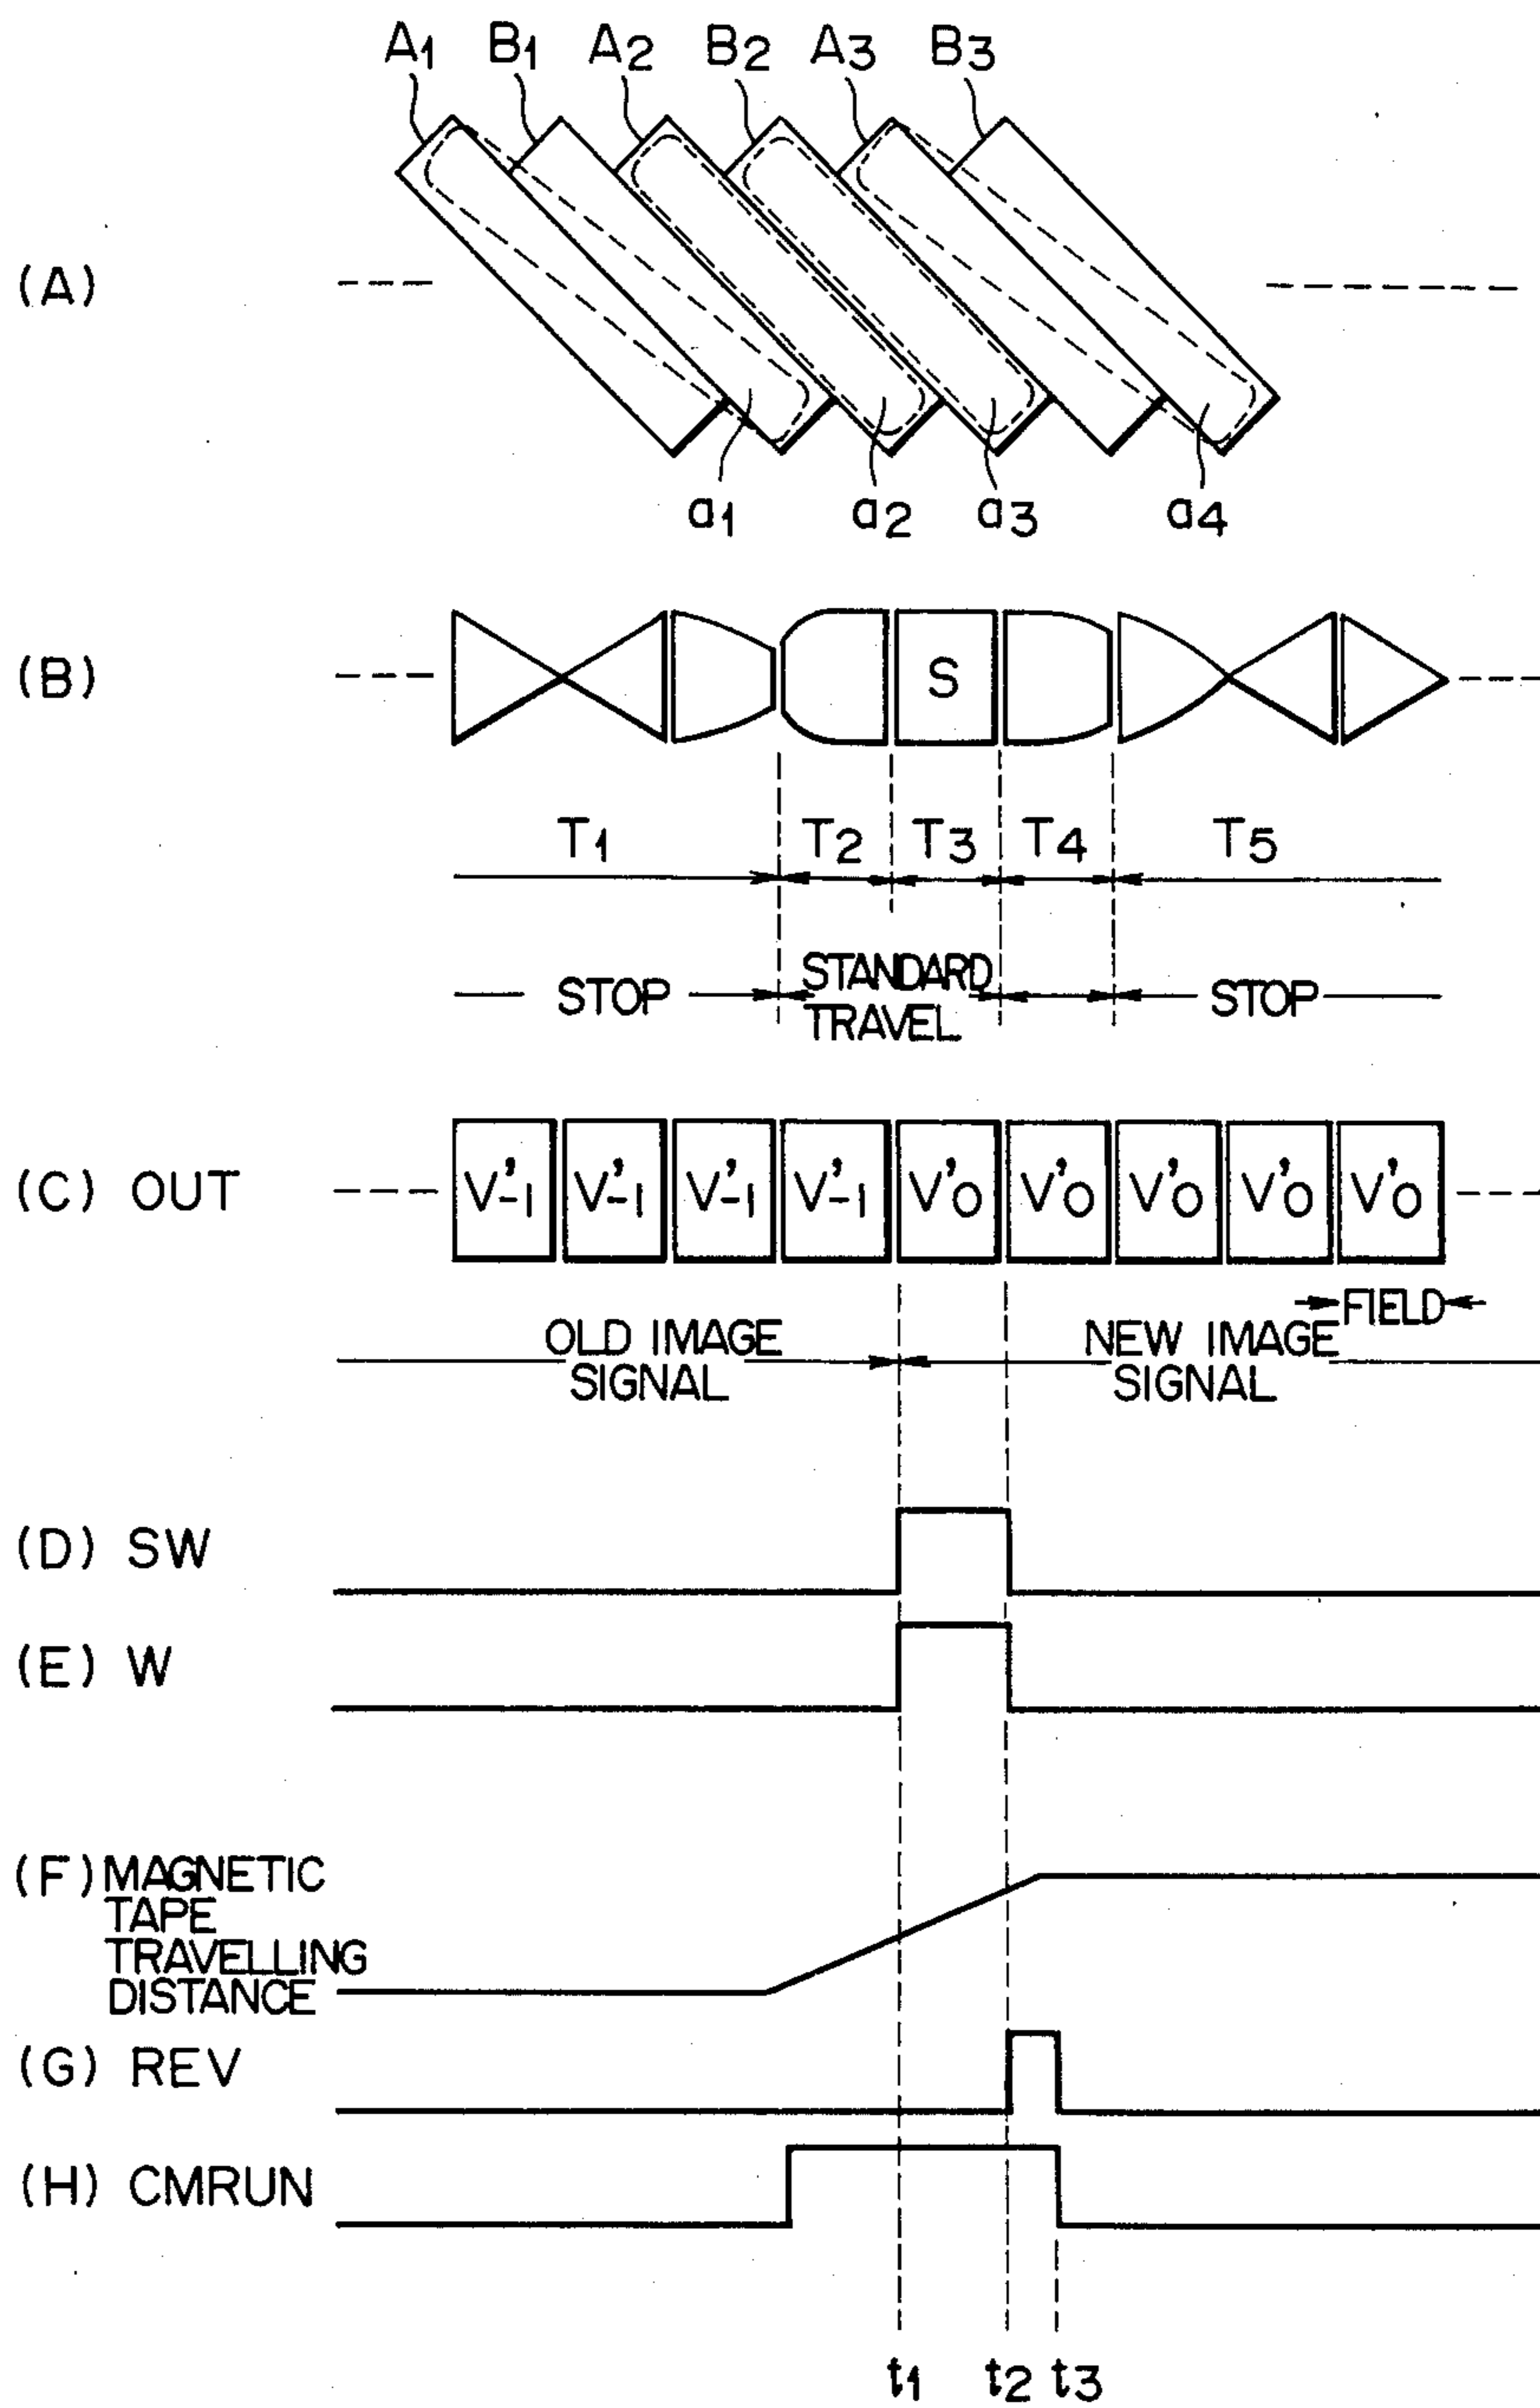 A1 B1 A2 B2 A3 B3
(A)
a1 a2 a3 a4
(B)
S
T1 T2 T3 T4 T5
STOP
STANDARD
TRAVEL
STOP
(C) OUT
V'-1 V'-1 V'-1 V'-1 V'0 V'0 V'0 V'0 V'0
FIELD
OLD IMAGE
SIGNAL
NEW IMAGE
SIGNAL
(D) SW
(E) W
(F) MAGNETIC
TAPE
TRAVELLING
DISTANCE
(G) REV
(H) CMRUN
t1 t2 t3